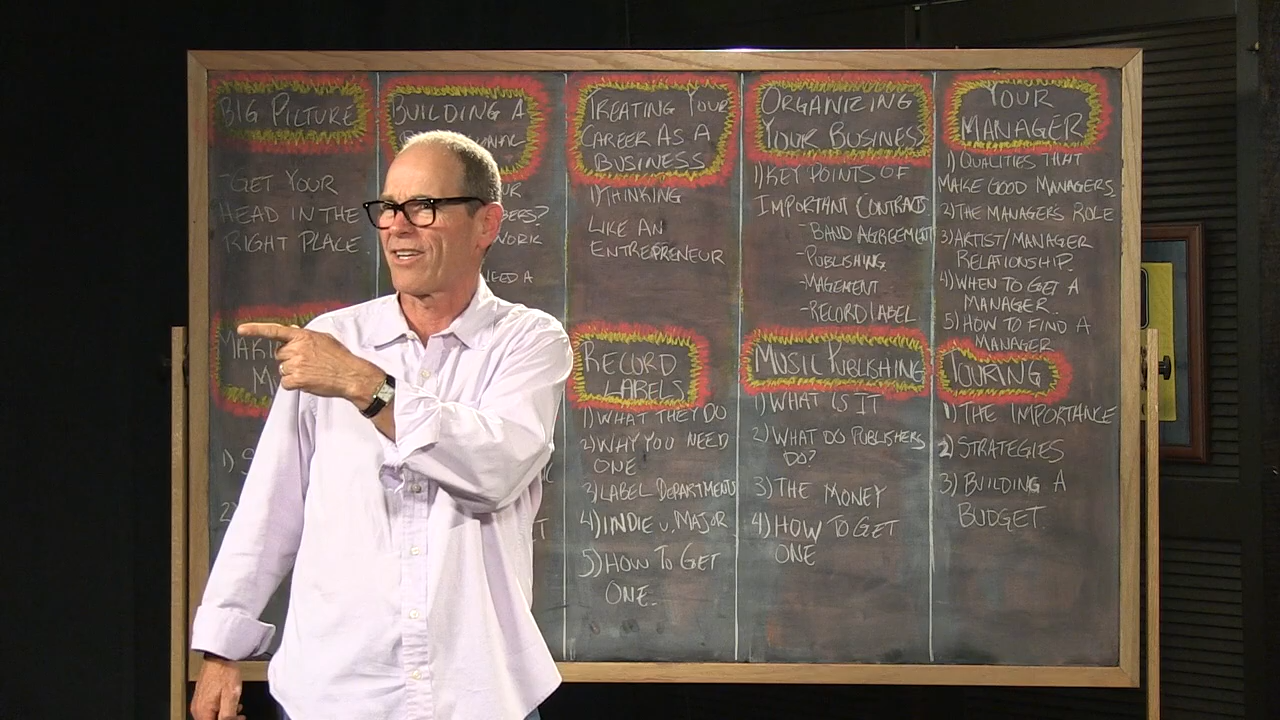 BIG PICTURE
-GET YOUR
HEAD IN THE
RIGHT PLACE
BUILDING A
WORK
TREATING YOUR
CAREER AS A
BUSINESS
1) THINKING
LIKE AN
ENTREPRENEUR
ORGANIZING
YOUR BUSINESS
1) KEY POINTS OF
IMPORTANT CONTRACTS
- BAND AGREEMENT
- PUBLISHING
- MAGEMENT
- RECORD LABEL
YOUR
MANAGER
1) QUALITIES THAT
MAKE GOOD MANAGERS
2) THE MANAGERS ROLE
3) ARTIST/MANAGER
RELATIONSHIP.
4) WHEN TO GET A
MANAGER.
5) HOW TO FIND A
MANAGER
1)
2)
RECORD
LABELS
1) WHAT THEY DO
2) WHY YOU NEED
ONE
3) LABEL DEPARTMENTS
4) INDIE v. MAJOR
5) HOW TO GET
ONE.
MUSIC PUBLISHING
1) WHAT IS IT
2) WHAT DO PUBLISHERS
DO?
3) THE MONEY
4) HOW TO GET
ONE
TOURING
1) THE IMPORTANCE
2) STRATEGIES
3) BUILDING A
BUDGET